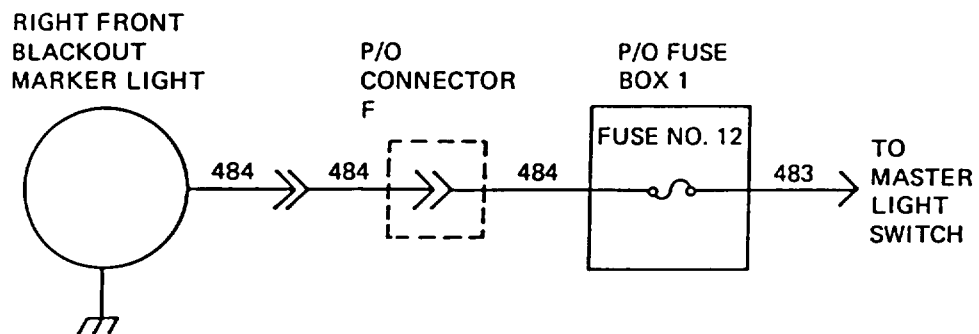 RIGHT FRONT
BLACKOUT
MARKER LIGHT
P/O
CONNECTOR
F
P/O FUSE
BOX 1
FUSE NO. 12
484
484
484
483
TO
MASTER
LIGHT
SWITCH